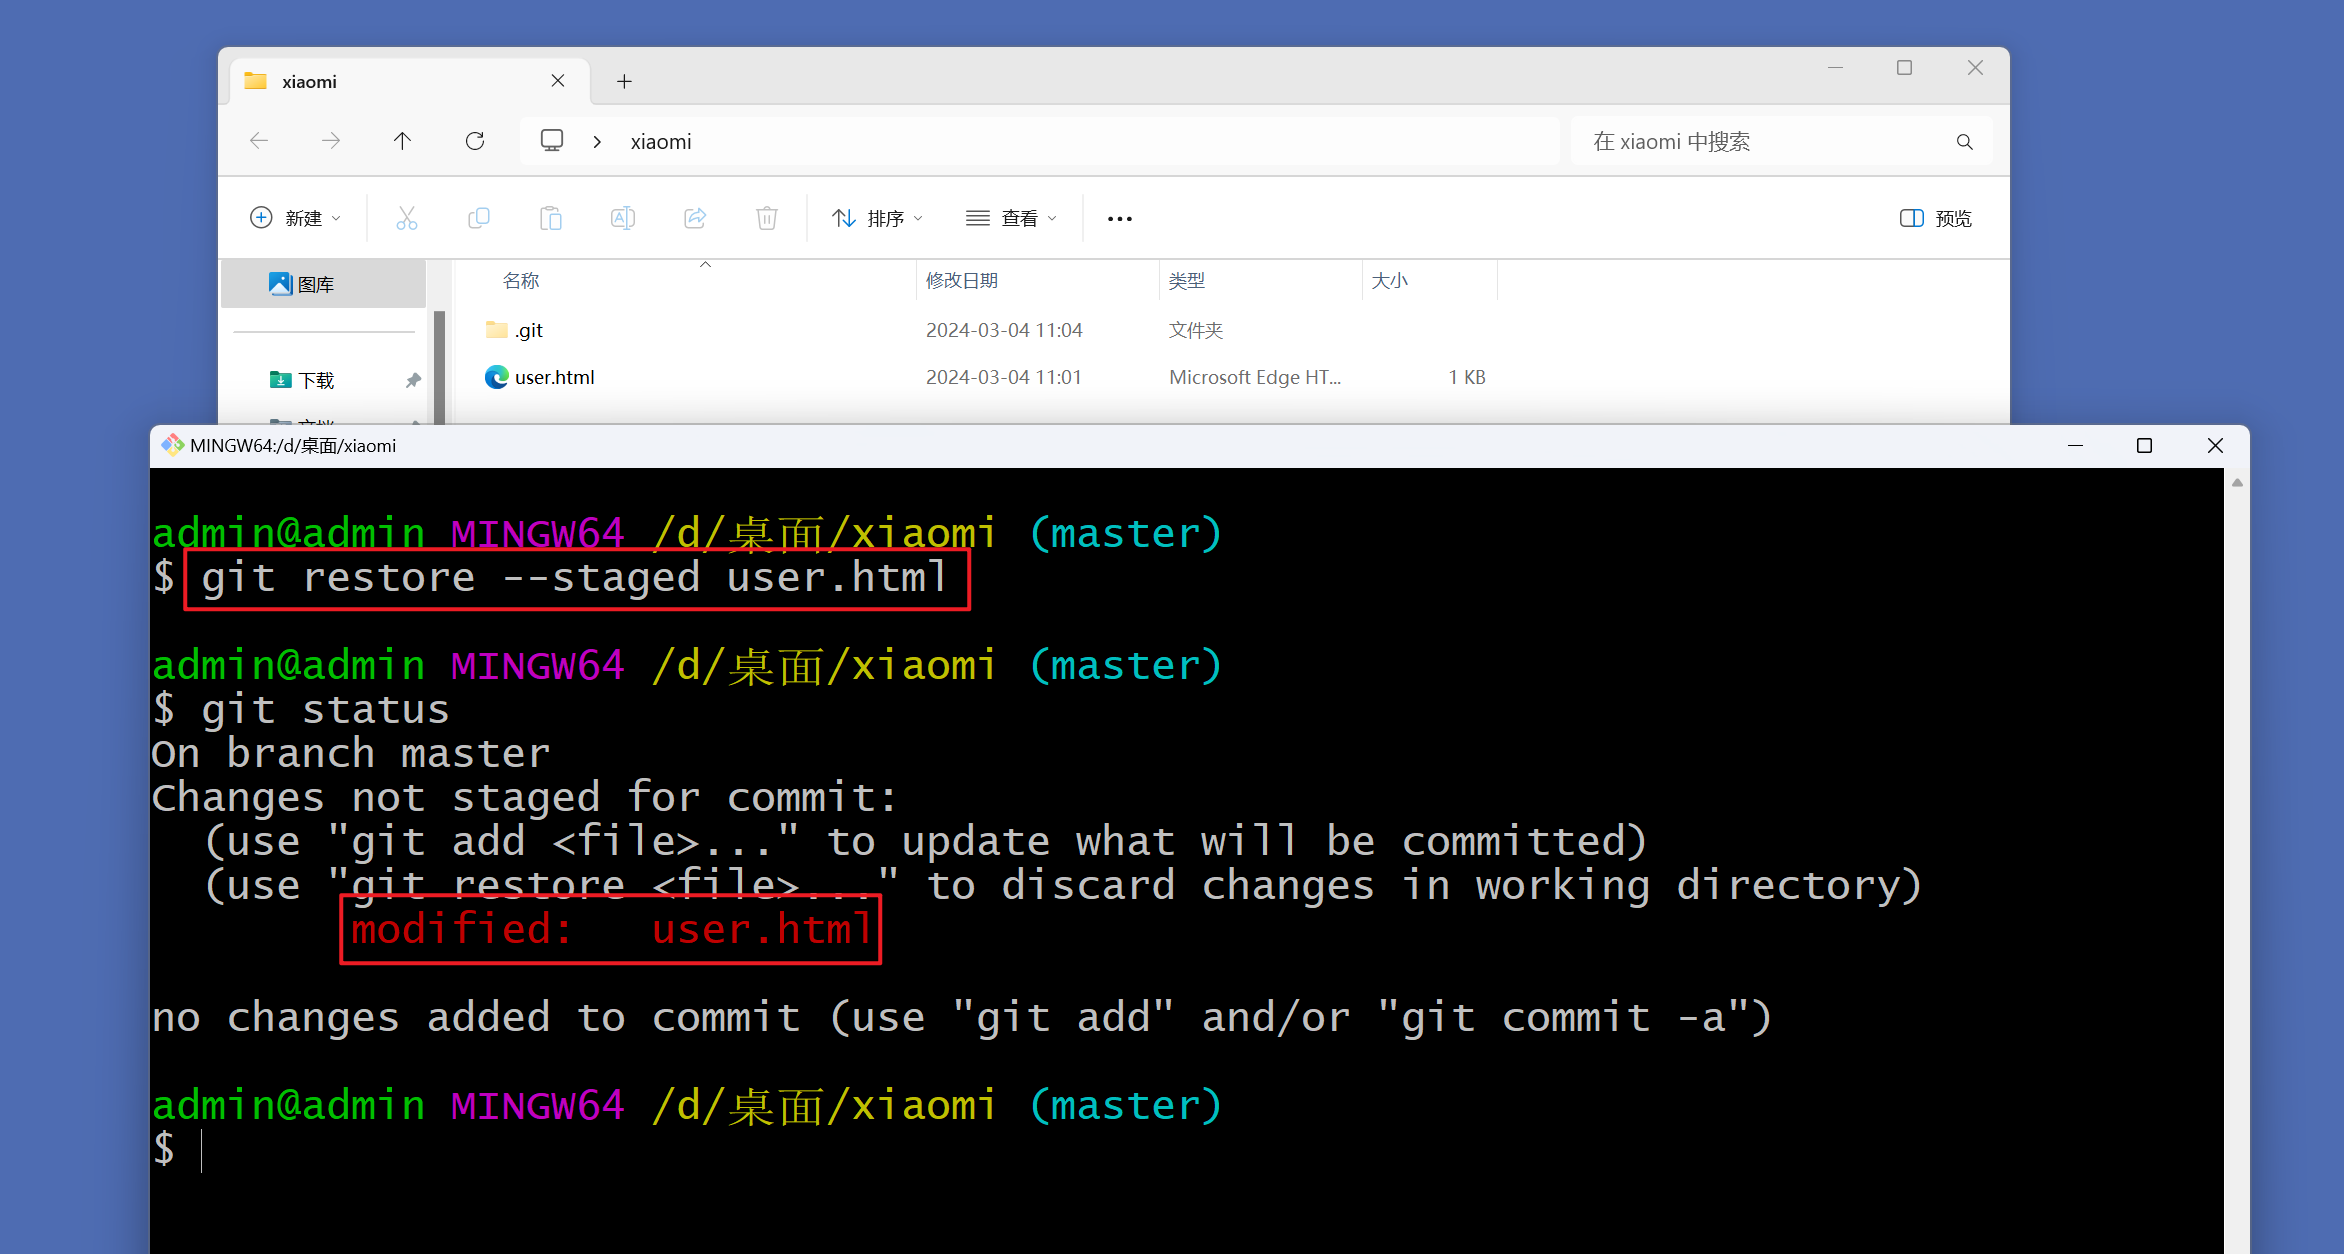 xiaomi
xiaomi
在 xiaomi 中搜索
新建
排序
查看
预览
图库
名称
修改日期
类型
大小
.git
2024-03-04 11:04
文件夹
下载
user.html
2024-03-04 11:01
Microsoft Edge HT...
1 KB
MINGW64:/d/桌面/xiaomi
admin@admin MINGW64 /d/桌面/xiaomi (master)
$ git restore --staged user.html
admin@admin MINGW64 /d/桌面/xiaomi (master)
$ git status
On branch master
Changes not staged for commit:
(use "git add <file>..." to update what will be committed)
(use "git restore <file>..." to discard changes in working directory)
modified: user.html
no changes added to commit (use "git add" and/or "git commit -a")
admin@admin MINGW64 /d/桌面/xiaomi (master)
$